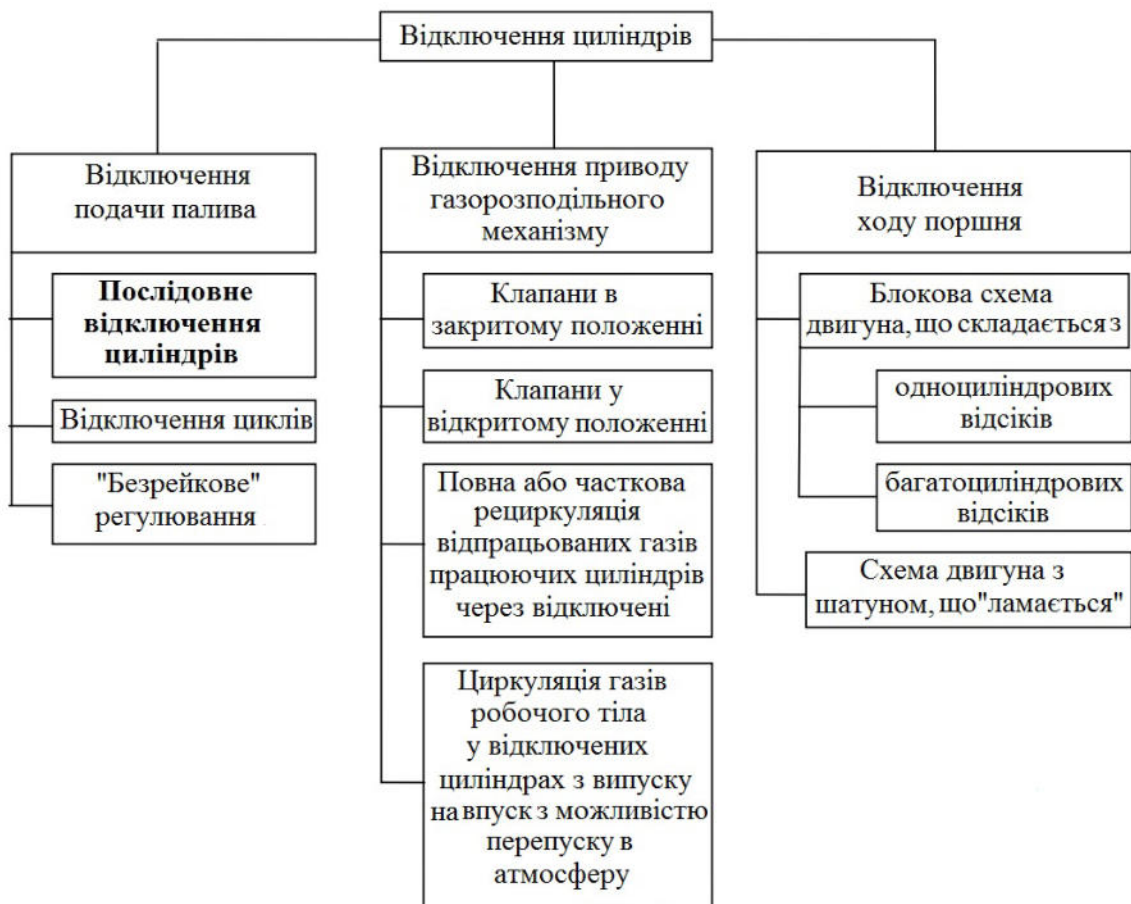 Відключення циліндрів
Відключення
подачи палива
Послідовне
відключення
циліндрів
Відключення циклів
"Безрейкове"
регулювання
Відключення приводу
газорозподільного
механізму
Клапани в
закритому положенні
Клапани у
відкритому положенні
Повна або часткова
рециркуляція
відпрацьованих газів
працюючих циліндрів
через відключені
Циркуляція газів
робочого тіла
у відключених
циліндрах з випуску
на впуск з можливістю
перепуску в
атмосферу
Відключення
ходу поршня
Блокова схема
двигуна, що складається з
одноциліндрових
відсіків
багатоциліндрових
відсіків
Схема двигуна з
шатуном, що"ламається"